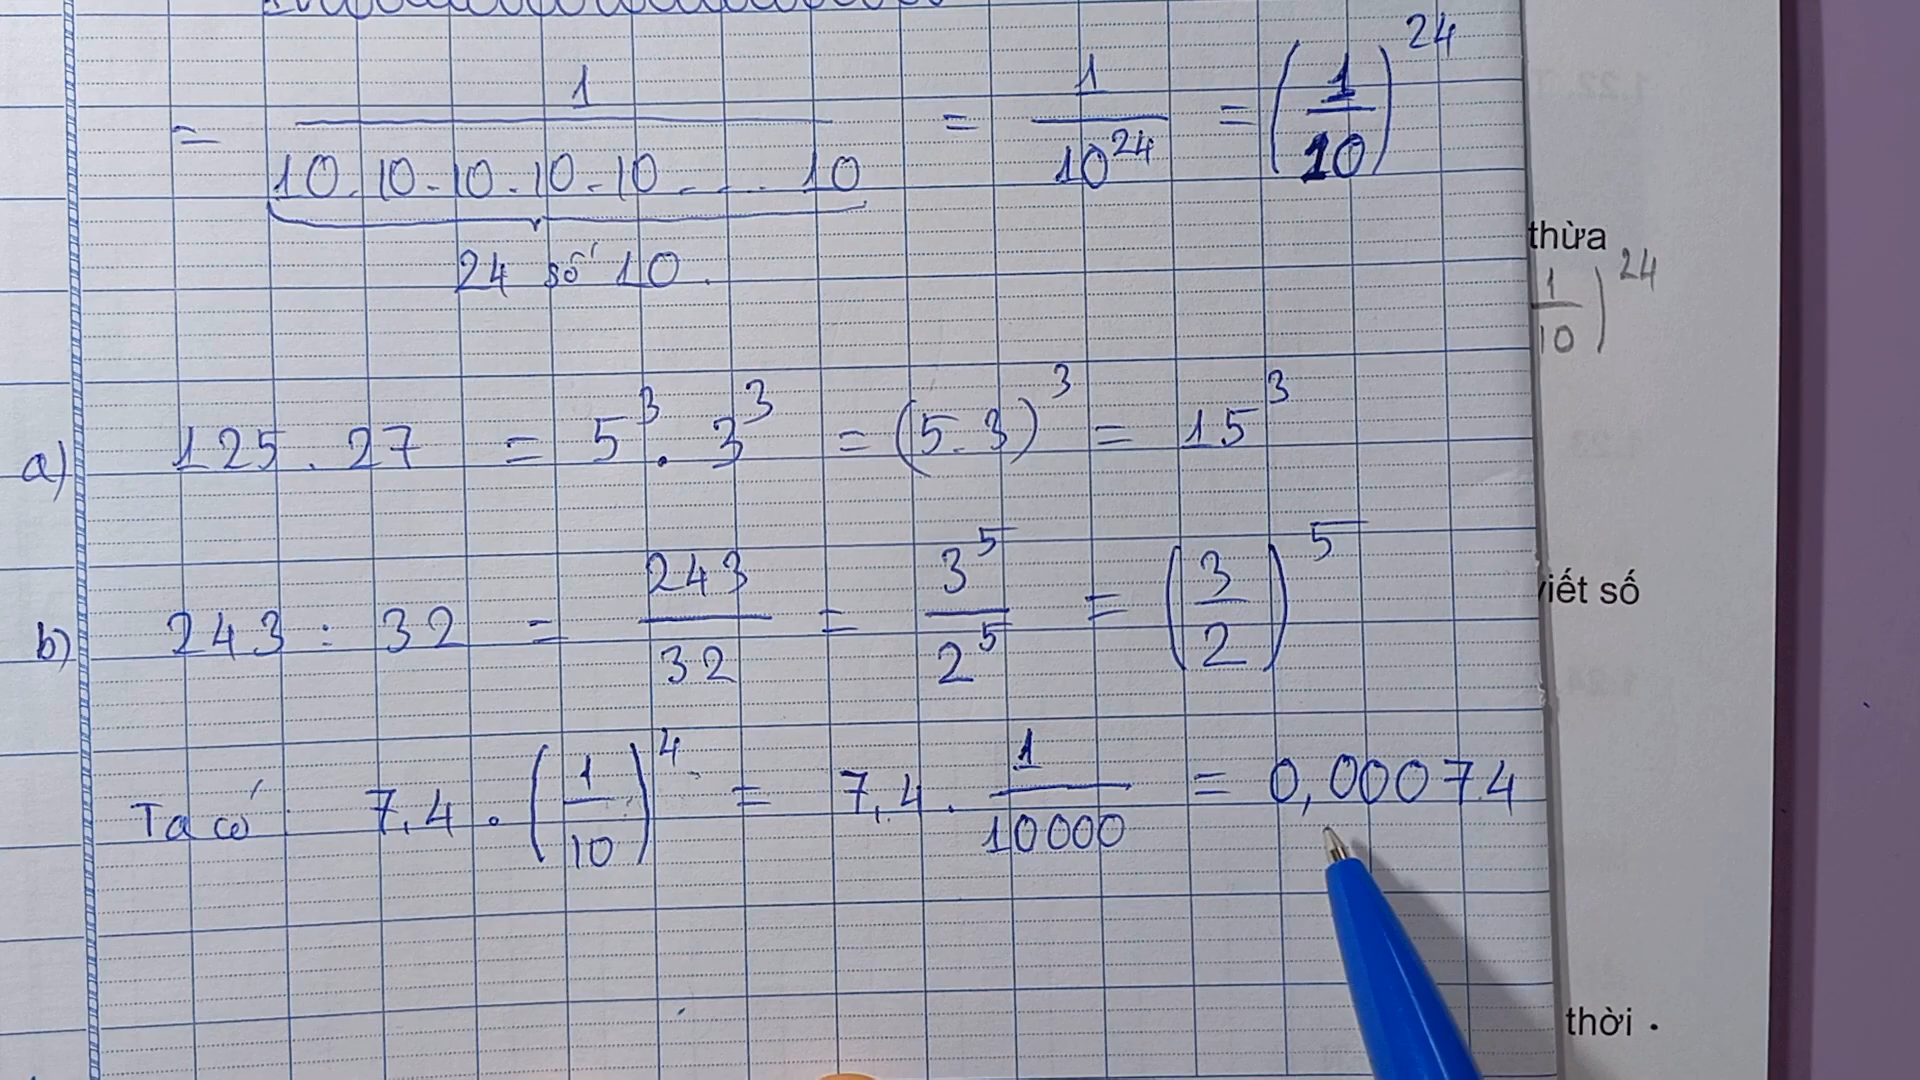 = 1/(10.10.10.10.10. . . 10) = 1/10^24 = (1/10)^24
24 số 10.
thừa
1/10)^24
a) 125 . 27 = 5^3 . 3^3 = (5.3)^3 = 15^3
b) 243 : 32 = 243/32 = 3^5/2^5 = (3/2)^5
viết số
Ta có 7,4 . (1/10)^4 = 7,4 . 1/10000 = 0,00074
thời .